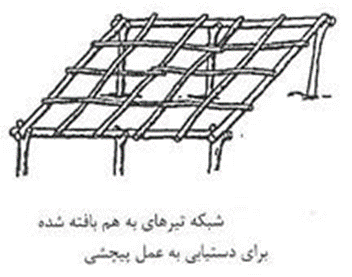 شبکه تیرهای به هم بافته شده
برای دستیابی به عمل پیچشی